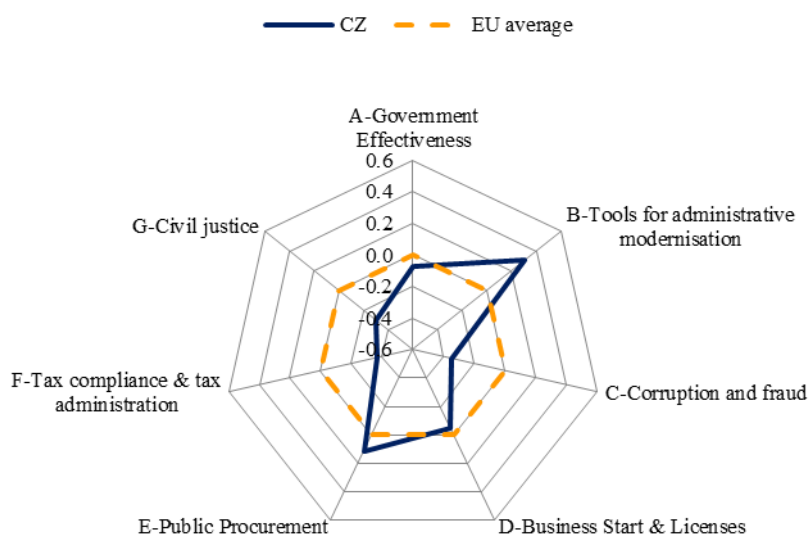 CZ
EU average
A-Government
Effectiveness
0.6
0.4
0.2
0.0
-0.2
-0.4
-0.6
B-Tools for administrative
modernisation
C-Corruption and fraud
D-Business Start & Licenses
E-Public Procurement
F-Tax compliance & tax
administration
G-Civil justice